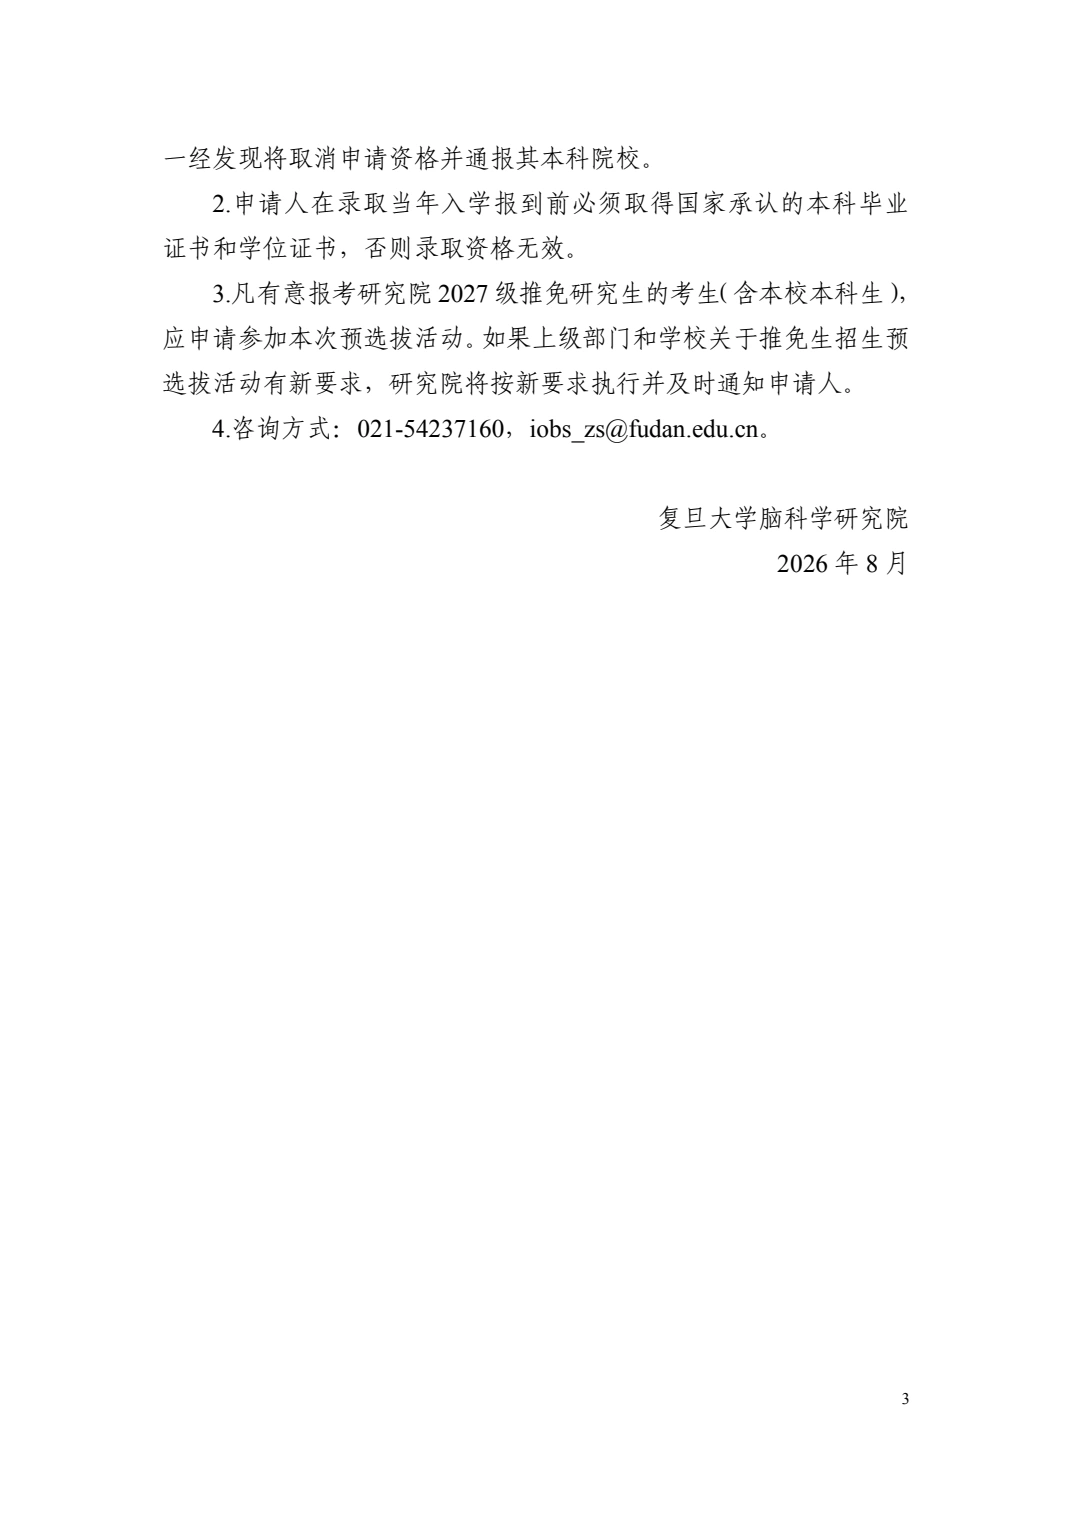 一经发现将取消申请资格并通报其本科院校。
2.申请人在录取当年入学报到前必须取得国家承认的本科毕业
证书和学位证书，否则录取资格无效。
3.凡有意报考研究院 2027 级推免研究生的考生（含本校本科生），
应申请参加本次预选拔活动。如果上级部门和学校关于推免生招生预
选拔活动有新要求，研究院将按新要求执行并及时通知申请人。
4.咨询方式：021-54237160，iobs_zs@fudan.edu.cn。
复旦大学脑科学研究院
2026 年 8 月
3